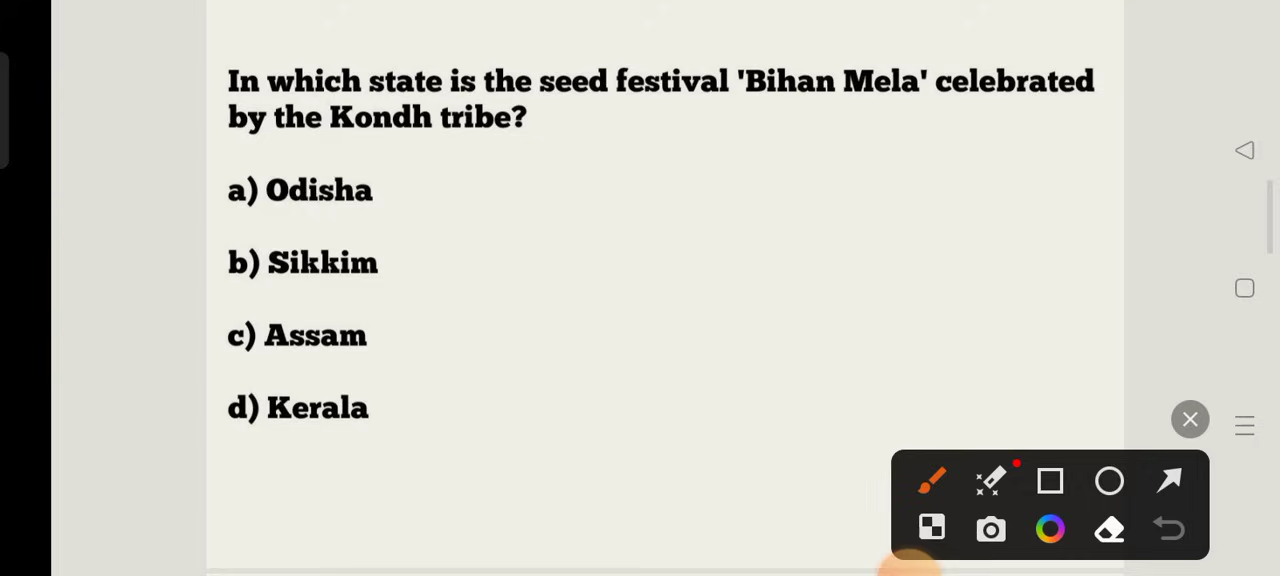 In which state is the seed festival 'Bihan Mela' celebrated
by the Kondh tribe?
a) Odisha
b) Sikkim
c) Assam
d) Kerala